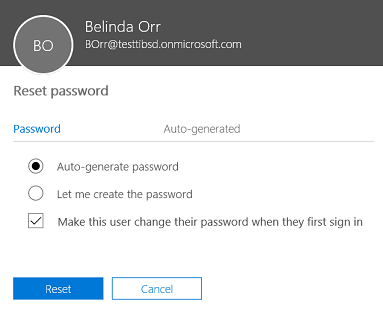 BO
Belinda Orr
BOrr@testtibsd.onmicrosoft.com
Reset password
Password Auto-generated
Auto-generate password
Let me create the password
Make this user change their password when they first sign in
Reset Cancel